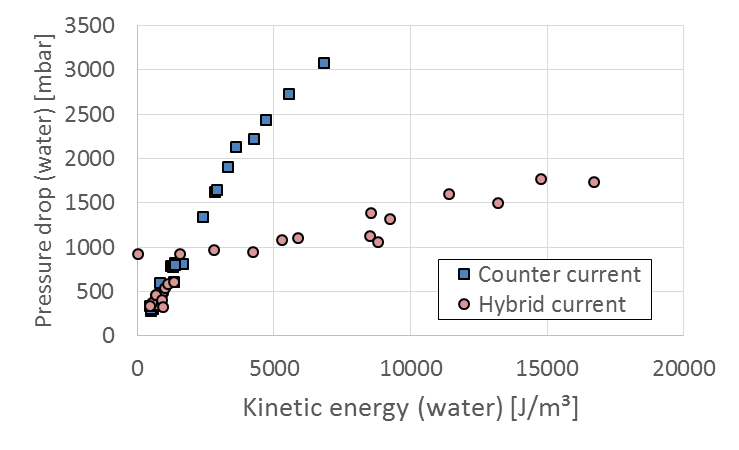 Pressure drop (water) [mbar]
3500
3000
2500
2000
1500
1000
500
0
0 5000 10000 15000 20000
Counter current
Hybrid current
Kinetic energy (water) [J/m³]